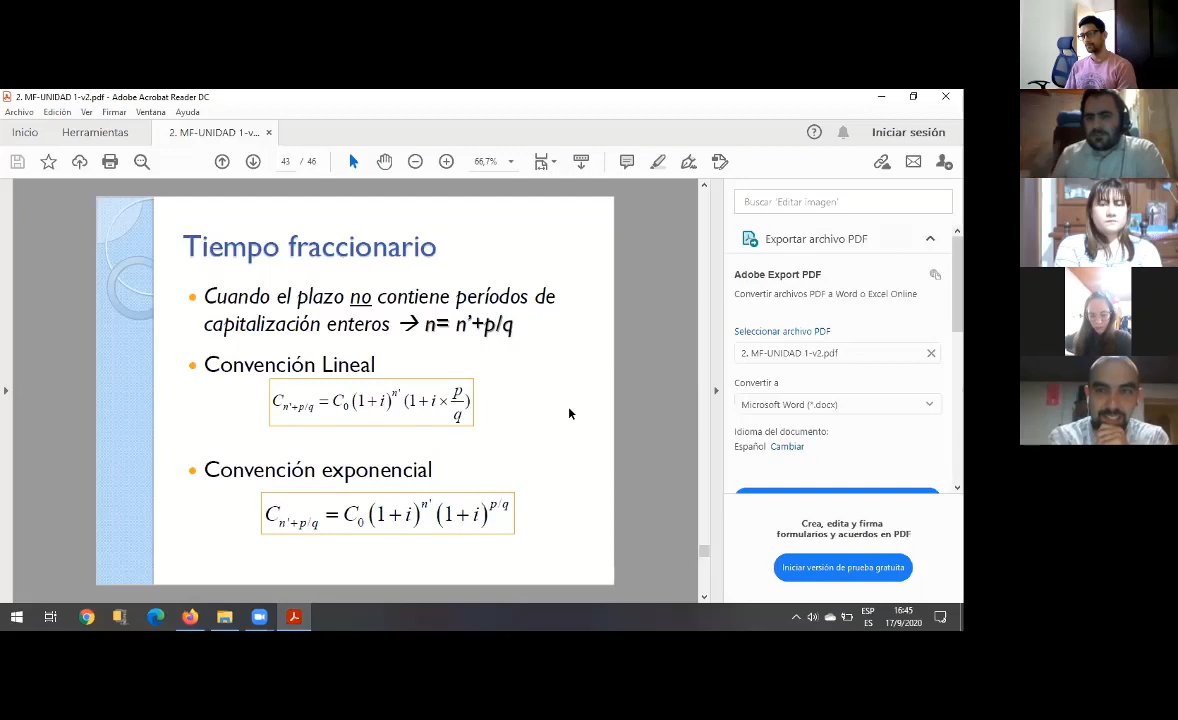 2. MF-UNIDAD 1-v2.pdf - Adobe Acrobat Reader DC
Archivo Edición Ver Firmar Ventana Ayuda
Inicio Herramientas 2. MF-UNIDAD 1-v... × Iniciar sesión
43 / 46 66,7%
Tiempo fraccionario
• Cuando el plazo no contiene períodos de
capitalización enteros → n= n'+p/q
• Convención Lineal
C_{n'+p/q} = C_0 (1+i)^{n'} (1+i × p/q)
• Convención exponencial
C_{n'+p/q} = C_0 (1+i)^{n'} (1+i)^{p/q}
Buscar 'Editar imagen'
Exportar archivo PDF
Adobe Export PDF
Convertir archivos PDF a Word o Excel Online
Seleccionar archivo PDF
2. MF-UNIDAD 1-v2.pdf
Convertir a
Microsoft Word (*.docx)
Idioma del documento:
Español Cambiar
Crea, edita y firma
formularios y acuerdos en PDF
Iniciar versión de prueba gratuita
ESP
ES
16:45
17/9/2020